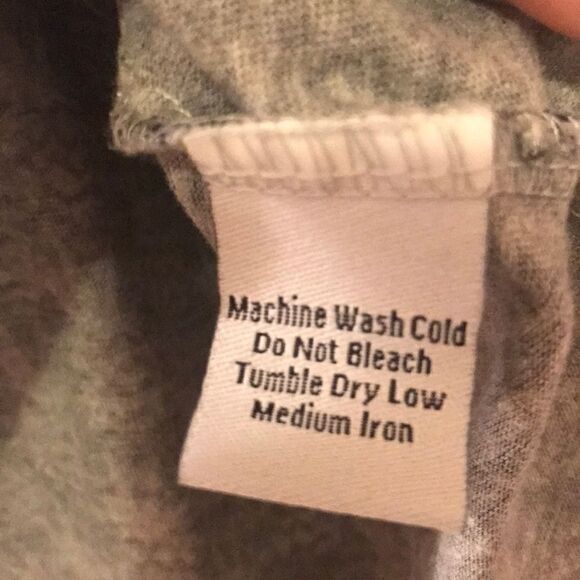 Machine Wash Cold
Do Not Bleach
Tumble Dry Low
Medium Iron